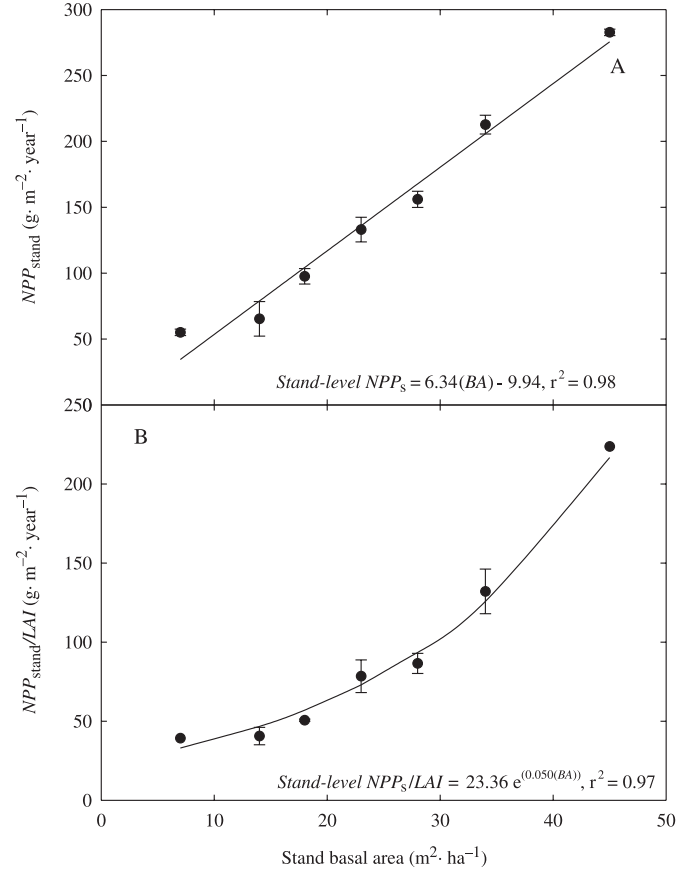 300
A
250
200
150
100
50
NPPstand (g· m−2· year−1)
Stand-level NPPs = 6.34(BA) - 9.94, r2 = 0.98
250
B
200
150
100
50
0
NPPstand/LAI (g· m−2· year−1)
Stand-level NPPs/LAI = 23.36 e(0.050(BA)), r2 = 0.97
0 10 20 30 40 50
Stand basal area (m2· ha−1)